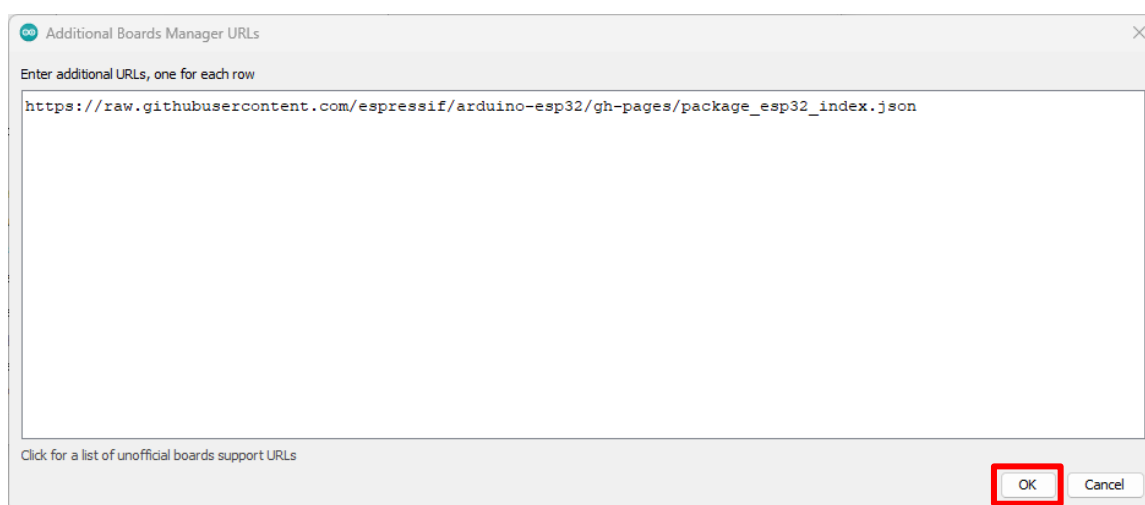 Additional Boards Manager URLs
Enter additional URLs, one for each row
https://raw.githubusercontent.com/espressif/arduino-esp32/gh-pages/package_esp32_index.json
Click for a list of unofficial boards support URLs
OK Cancel